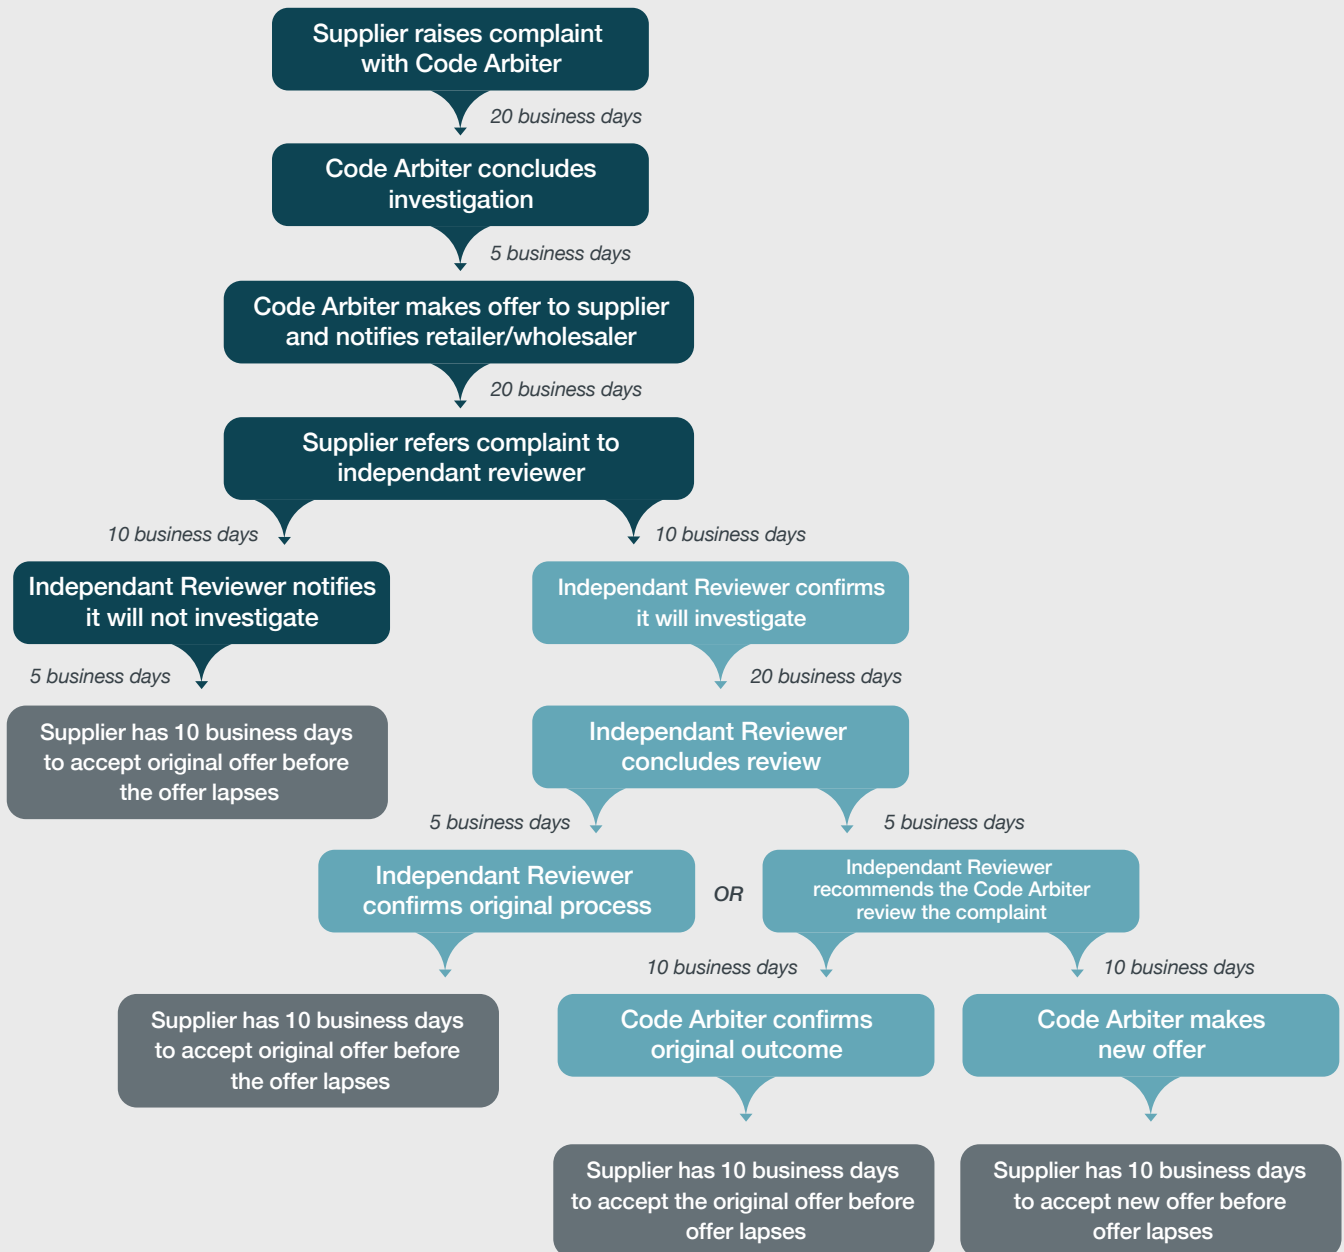 Supplier raises complaint
with Code Arbiter
20 business days
Code Arbiter concludes
investigation
5 business days
Code Arbiter makes offer to supplier
and notifies retailer/wholesaler
20 business days
Supplier refers complaint to
independant reviewer
10 business days
10 business days
Independant Reviewer notifies
it will not investigate
Independant Reviewer confirms
it will investigate
5 business days
20 business days
Supplier has 10 business days
to accept original offer before
the offer lapses
Independant Reviewer
concludes review
5 business days
5 business days
Independant Reviewer
confirms original process
OR
Independant Reviewer
recommends the Code Arbiter
review the complaint
10 business days
10 business days
Supplier has 10 business days
to accept original offer before
the offer lapses
Code Arbiter confirms
original outcome
Code Arbiter makes
new offer
Supplier has 10 business days
to accept the original offer before
offer lapses
Supplier has 10 business days
to accept new offer before
offer lapses